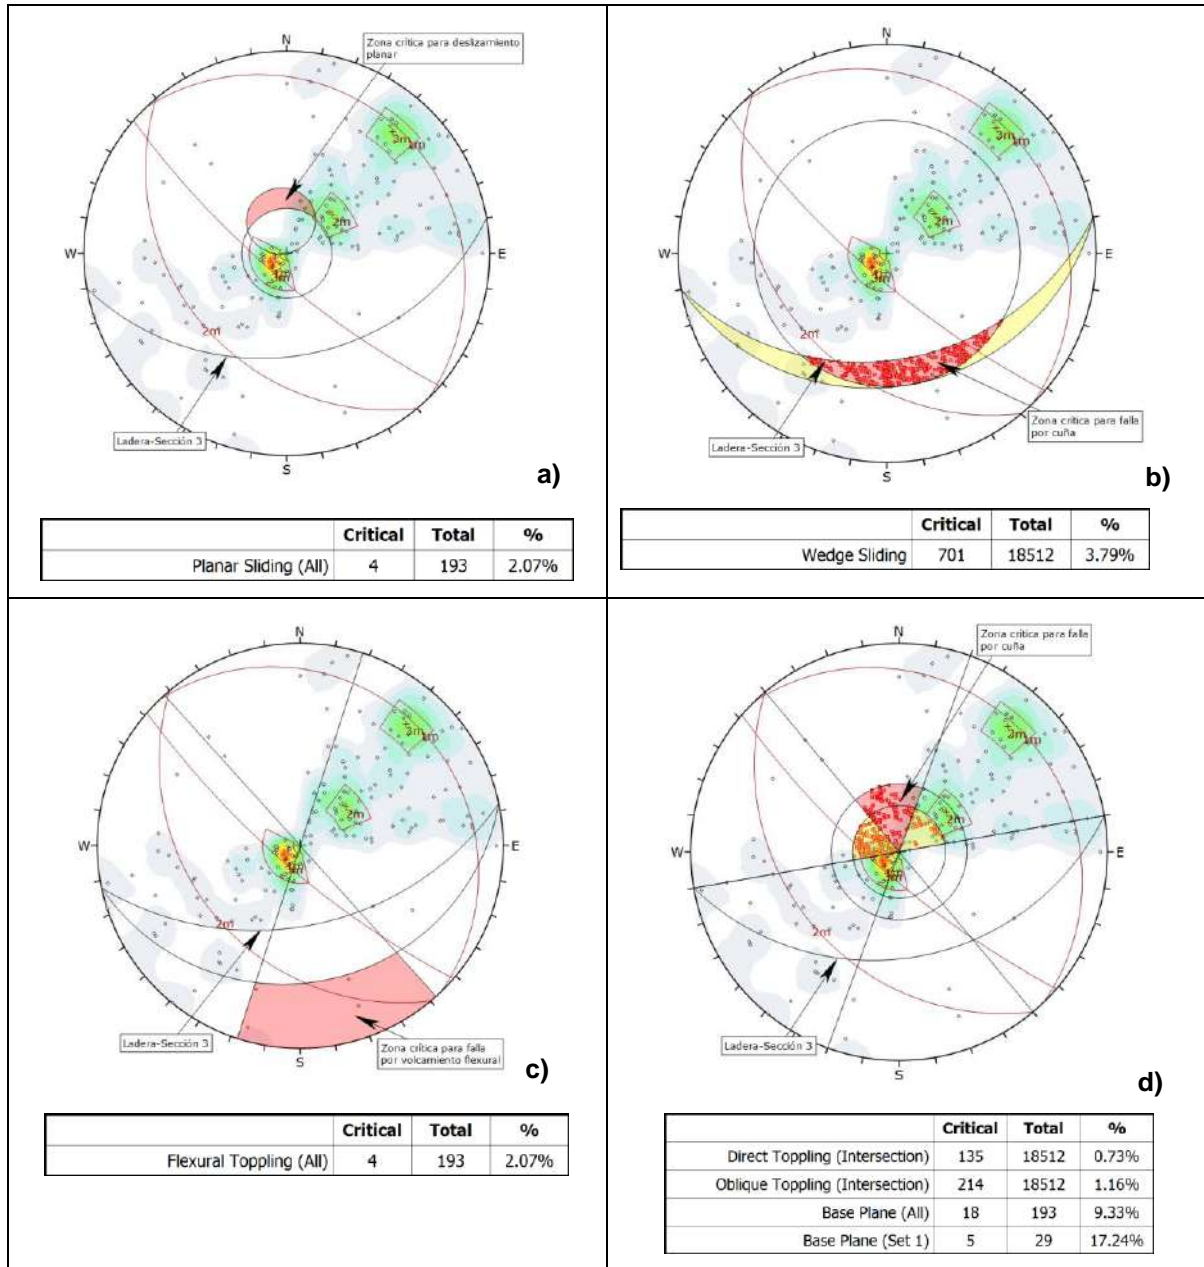 N
Zona crítica para deslizamiento
planar
3m
1m
2m
W
E
2m
Ladera-Sección 3
S
a)
Critical Total %
Planar Sliding (All) 4 193 2.07%
N
3m
1m
2m
W
E
2m
Zona crítica para falla
por cuña
Ladera-Sección 3
S
b)
Critical Total %
Wedge Sliding 701 18512 3.79%
N
3m
1m
2m
W
E
2m
Ladera-Sección 3
Zona crítica para falla
por volcamiento flexural
S
c)
Critical Total %
Flexural Toppling (All) 4 193 2.07%
N
Zona crítica para falla
por cuña
3m
1m
2m
W
E
2m
Ladera-Sección 3
S
d)
Critical Total %
Direct Toppling (Intersection) 135 18512 0.73%
Oblique Toppling (Intersection) 214 18512 1.16%
Base Plane (All) 18 193 9.33%
Base Plane (Set 1) 5 29 17.24%